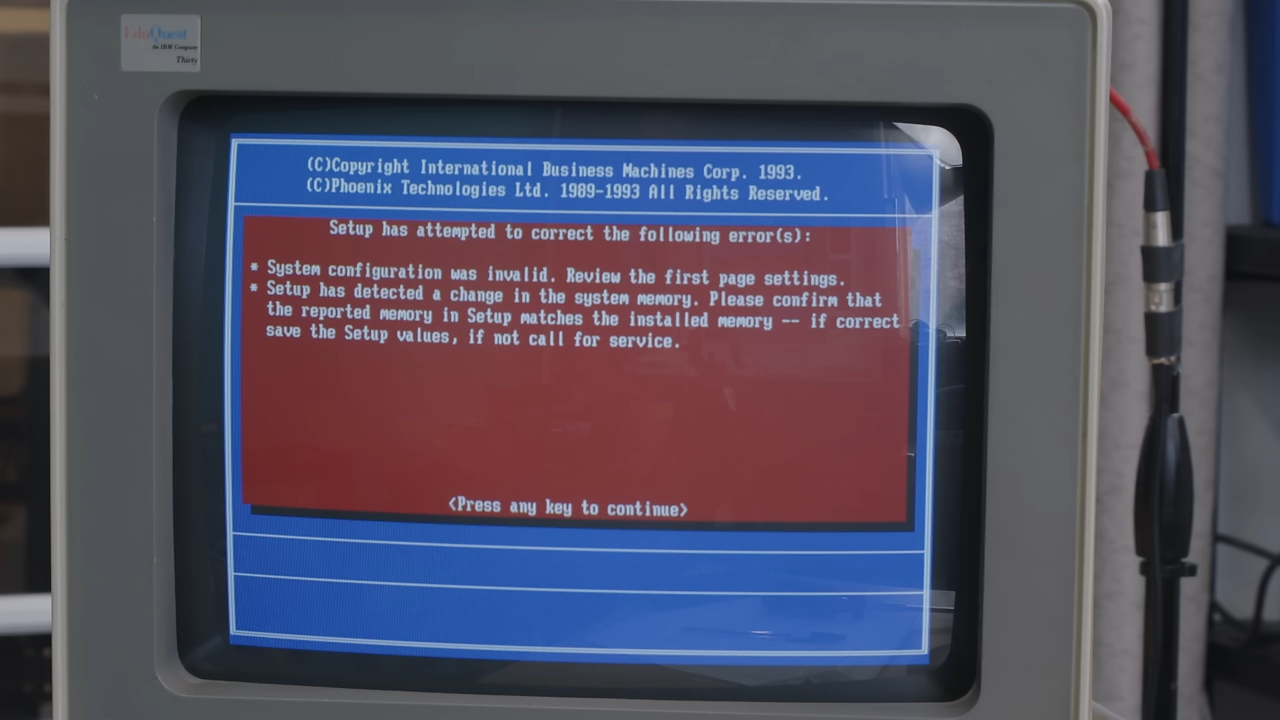 EduQuest
An IBM Company
Thirty
(C)Copyright International Business Machines Corp. 1993.
(C)Phoenix Technologies Ltd. 1989-1993 All Rights Reserved.
Setup has attempted to correct the following error(s):
* System configuration was invalid. Review the first page settings.
* Setup has detected a change in the system memory. Please confirm that
the reported memory in Setup matches the installed memory -- if correct
save the Setup values, if not call for service.
<Press any key to continue>